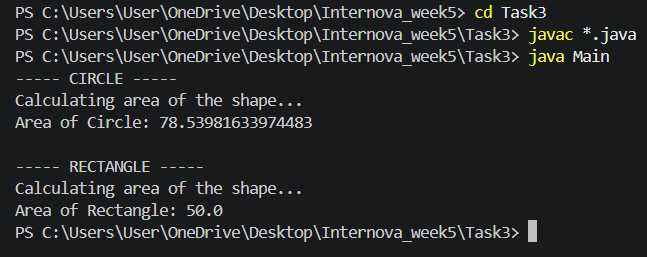 PS C:\Users\User\OneDrive\Desktop\Internova_week5> cd Task3
PS C:\Users\User\OneDrive\Desktop\Internova_week5\Task3> javac *.java
PS C:\Users\User\OneDrive\Desktop\Internova_week5\Task3> java Main
----- CIRCLE -----
Calculating area of the shape...
Area of Circle: 78.53981633974483

----- RECTANGLE -----
Calculating area of the shape...
Area of Rectangle: 50.0
PS C:\Users\User\OneDrive\Desktop\Internova_week5\Task3>